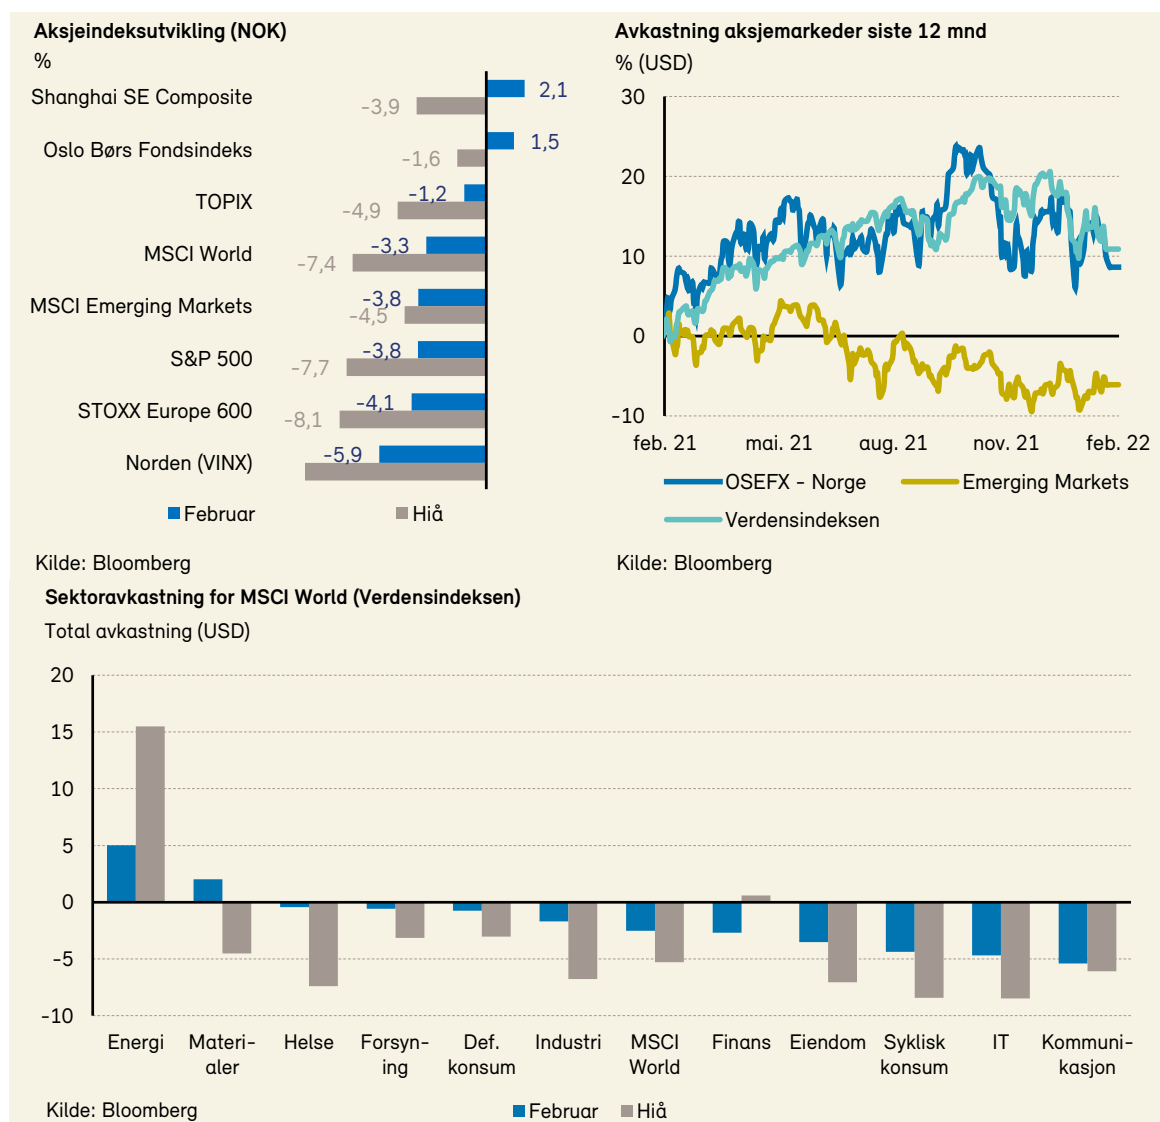 Aksjeindeksutvikling (NOK)
%
Shanghai SE Composite
2,1
-3,9
Oslo Børs Fondsindeks
1,5
-1,6
TOPIX
-1,2
-4,9
MSCI World
-3,3
-7,4
MSCI Emerging Markets
-3,8
-4,5
S&P 500
-3,8
-7,7
STOXX Europe 600
-4,1
-8,1
Norden (VINX)
-5,9
Februar
Hiå
Kilde: Bloomberg
Avkastning aksjemarkeder siste 12 mnd
% (USD)
30
20
10
0
-10
feb. 21
mai. 21
aug. 21
nov. 21
feb. 22
OSEFX - Norge
Emerging Markets
Verdensindeksen
Kilde: Bloomberg
Sektoravkastning for MSCI World (Verdensindeksen)
Total avkastning (USD)
20
15
10
5
0
-5
-10
Energi
Materi-
aler
Helse
Forsyn-
ing
Def.
konsum
Industri
MSCI
World
Finans
Eiendom
Syklisk
konsum
IT
Kommuni-
kasjon
Kilde: Bloomberg
Februar
Hiå